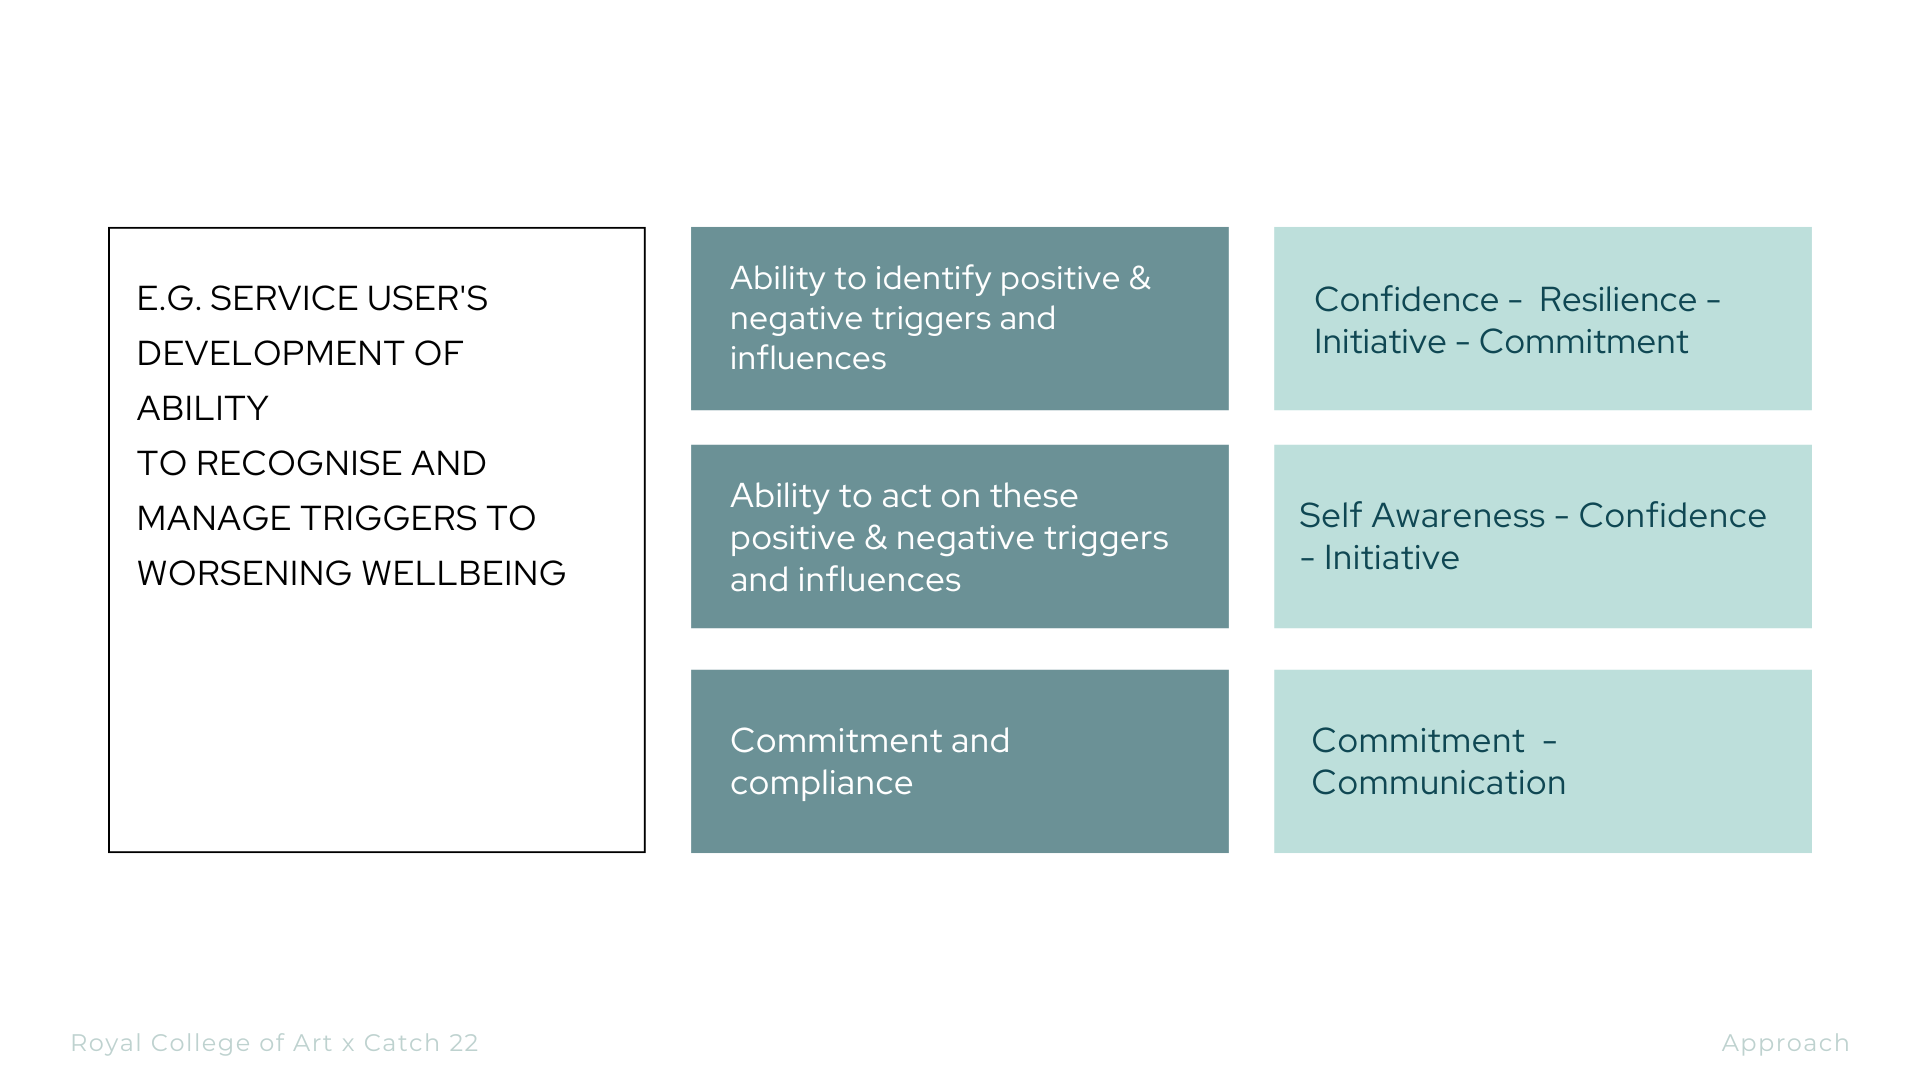 E.G. SERVICE USER'S
DEVELOPMENT OF
ABILITY
TO RECOGNISE AND
MANAGE TRIGGERS TO
WORSENING WELLBEING
Ability to identify positive &
negative triggers and
influences
Confidence -  Resilience -
Initiative - Commitment
Ability to act on these
positive & negative triggers
and influences
Self Awareness - Confidence
- Initiative
Commitment and
compliance
Commitment  -
Communication
Royal College of Art x Catch 22
Approach